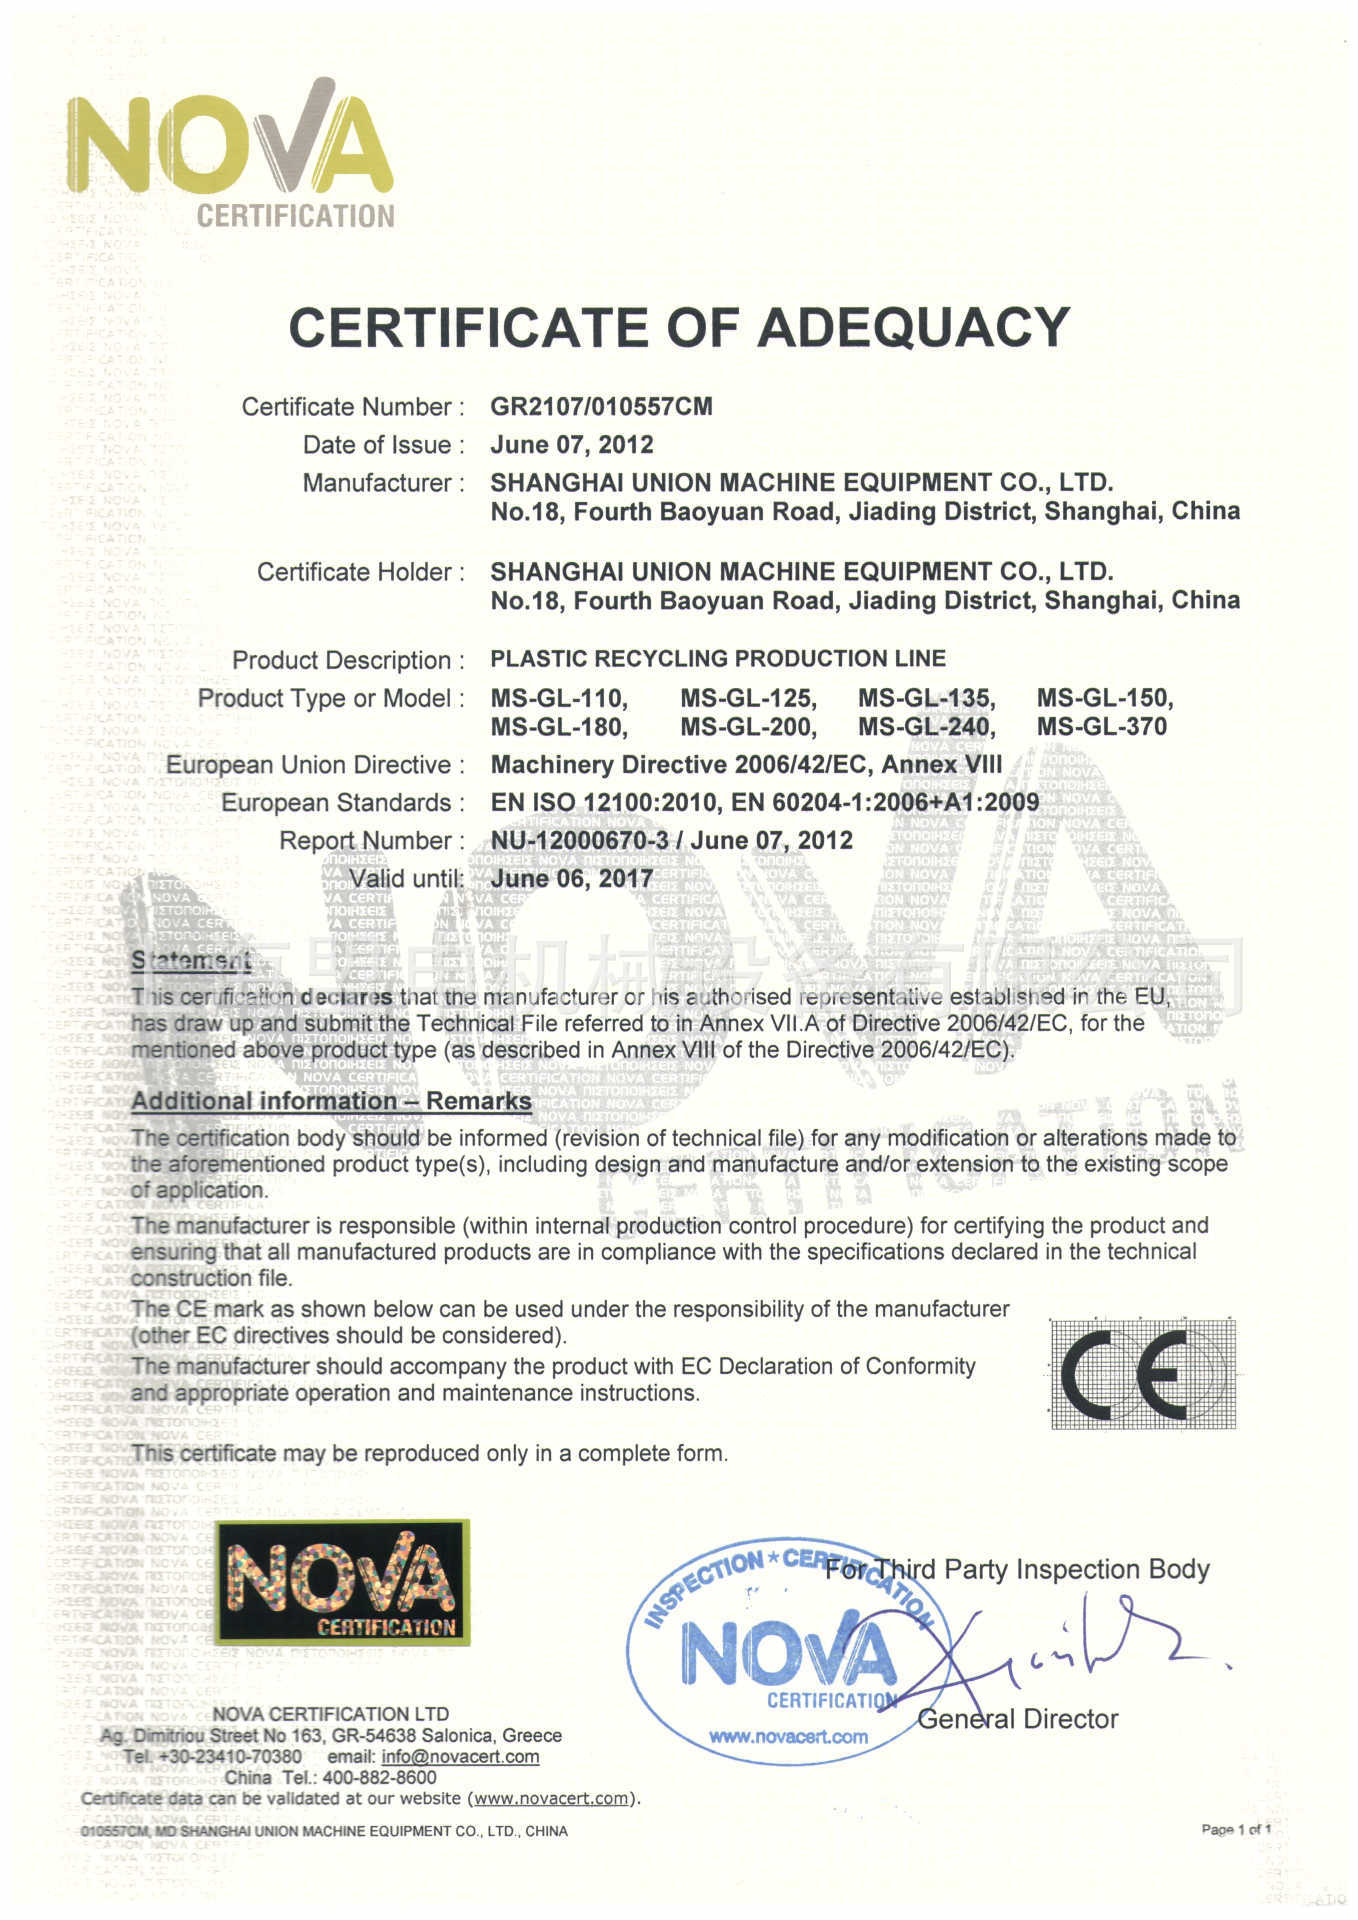 NOVA
CERTIFICATION
CERTIFICATE OF ADEQUACY
Certificate Number : GR2107/010557CM
Date of Issue : June 07, 2012
Manufacturer : SHANGHAI UNION MACHINE EQUIPMENT CO., LTD.
No.18, Fourth Baoyuan Road, Jiading District, Shanghai, China
Certificate Holder : SHANGHAI UNION MACHINE EQUIPMENT CO., LTD.
No.18, Fourth Baoyuan Road, Jiading District, Shanghai, China
Product Description : PLASTIC RECYCLING PRODUCTION LINE
Product Type or Model : MS-GL-110, MS-GL-125, MS-GL-135, MS-GL-150,
MS-GL-180, MS-GL-200, MS-GL-240, MS-GL-370
European Union Directive : Machinery Directive 2006/42/EC, Annex VIII
European Standards : EN ISO 12100:2010, EN 60204-1:2006+A1:2009
Report Number : NU-12000670-3 / June 07, 2012
Valid until: June 06, 2017
Statement
This certification declares that the manufacturer or his authorised representative established in the EU,
has draw up and submit the Technical File referred to in Annex VII.A of Directive 2006/42/EC, for the
mentioned above product type (as described in Annex VIII of the Directive 2006/42/EC).
Additional information – Remarks
The certification body should be informed (revision of technical file) for any modification or alterations made to
the aforementioned product type(s), including design and manufacture and/or extension to the existing scope
of application.
The manufacturer is responsible (within internal production control procedure) for certifying the product and
ensuring that all manufactured products are in compliance with the specifications declared in the technical
construction file.
The CE mark as shown below can be used under the responsibility of the manufacturer
(other EC directives should be considered).
The manufacturer should accompany the product with EC Declaration of Conformity
and appropriate operation and maintenance instructions.
CE
This certificate may be reproduced only in a complete form.
NOVA
CERTIFICATION
INSPECTION * CERTIFICATION
NOVA
CERTIFICATION
www.novacert.com
For Third Party Inspection Body
General Director
NOVA CERTIFICATION LTD
Ag. Dimitriou Street No 163, GR-54638 Salonica, Greece
Tel. +30-23410-70380 email: info@novacert.com
China Tel.: 400-882-8600
Certificate data can be validated at our website (www.novacert.com).
010557CM, MD SHANGHAI UNION MACHINE EQUIPMENT CO., LTD., CHINA
Page 1 of 1